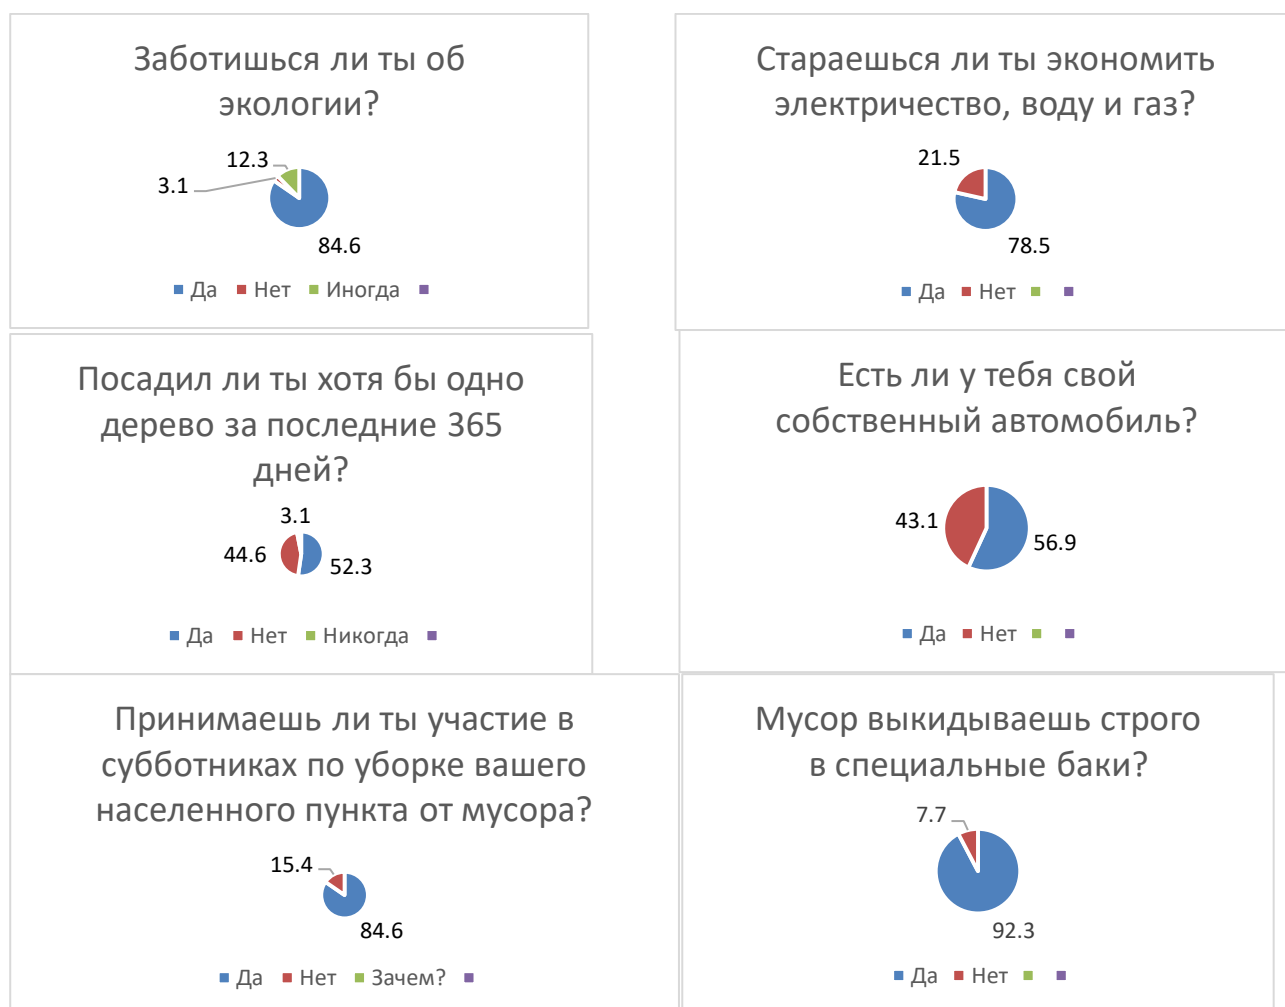 Заботишься ли ты об
экологии?
12.3
3.1
84.6
Да Нет Иногда
Стараешься ли ты экономить
электричество, воду и газ?
21.5
78.5
Да Нет
Посадил ли ты хотя бы одно
дерево за последние 365
дней?
3.1
44.6
52.3
Да Нет Никогда
Есть ли у тебя свой
собственный автомобиль?
43.1
56.9
Да Нет
Принимаешь ли ты участие в
субботниках по уборке вашего
населенного пункта от мусора?
15.4
84.6
Да Нет Зачем?
Мусор выкидываешь строго
в специальные баки?
7.7
92.3
Да Нет